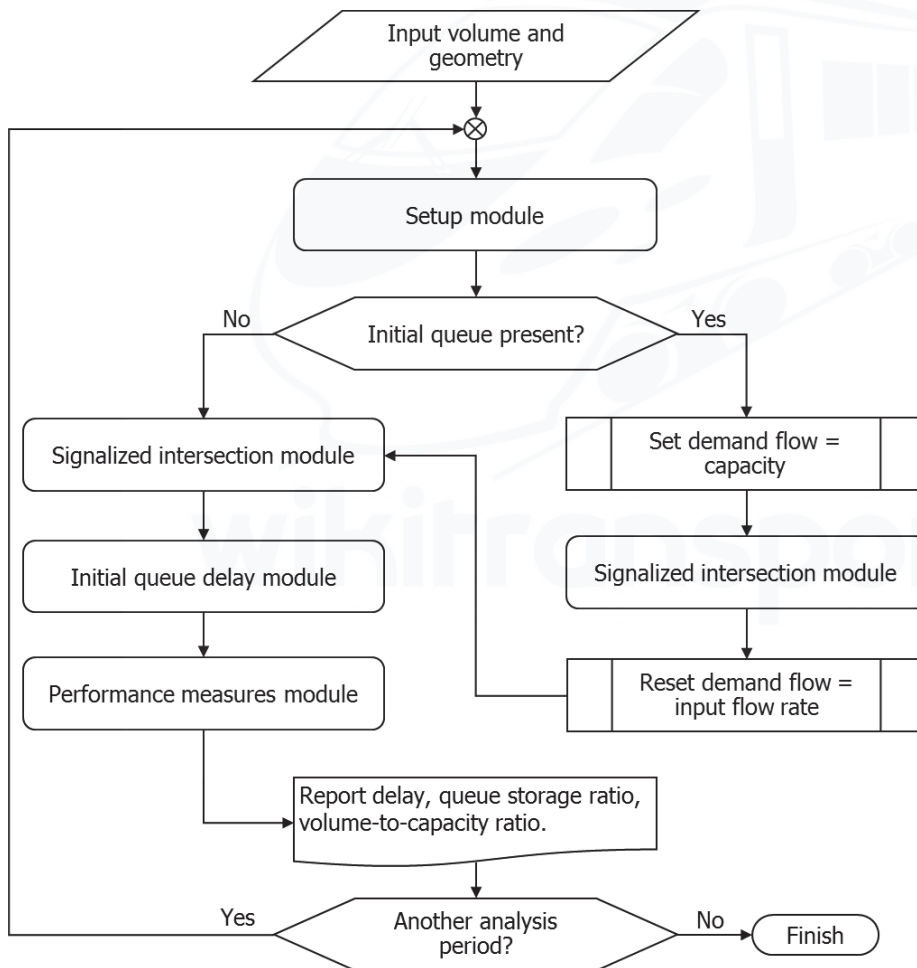 Input volume and
geometry
Setup module
No
Initial queue present?
Yes
Signalized intersection module
Set demand flow =
capacity
Initial queue delay module
Signalized intersection module
Performance measures module
Reset demand flow =
input flow rate
Report delay, queue storage ratio,
volume-to-capacity ratio.
Yes
Another analysis
period?
No
Finish
wikitranspo